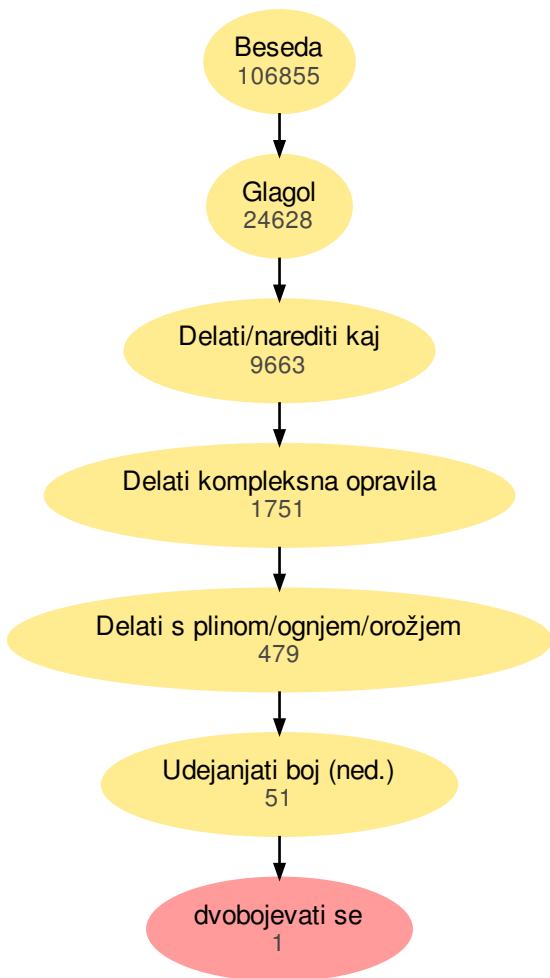 Beseda
106855
Glagol
24628
Delati/narediti kaj
9663
Delati kompleksna opravila
1751
Delati s plinom/ognjem/orožjem
479
Udejanjati boj (ned.)
51
dvobojevati se
1